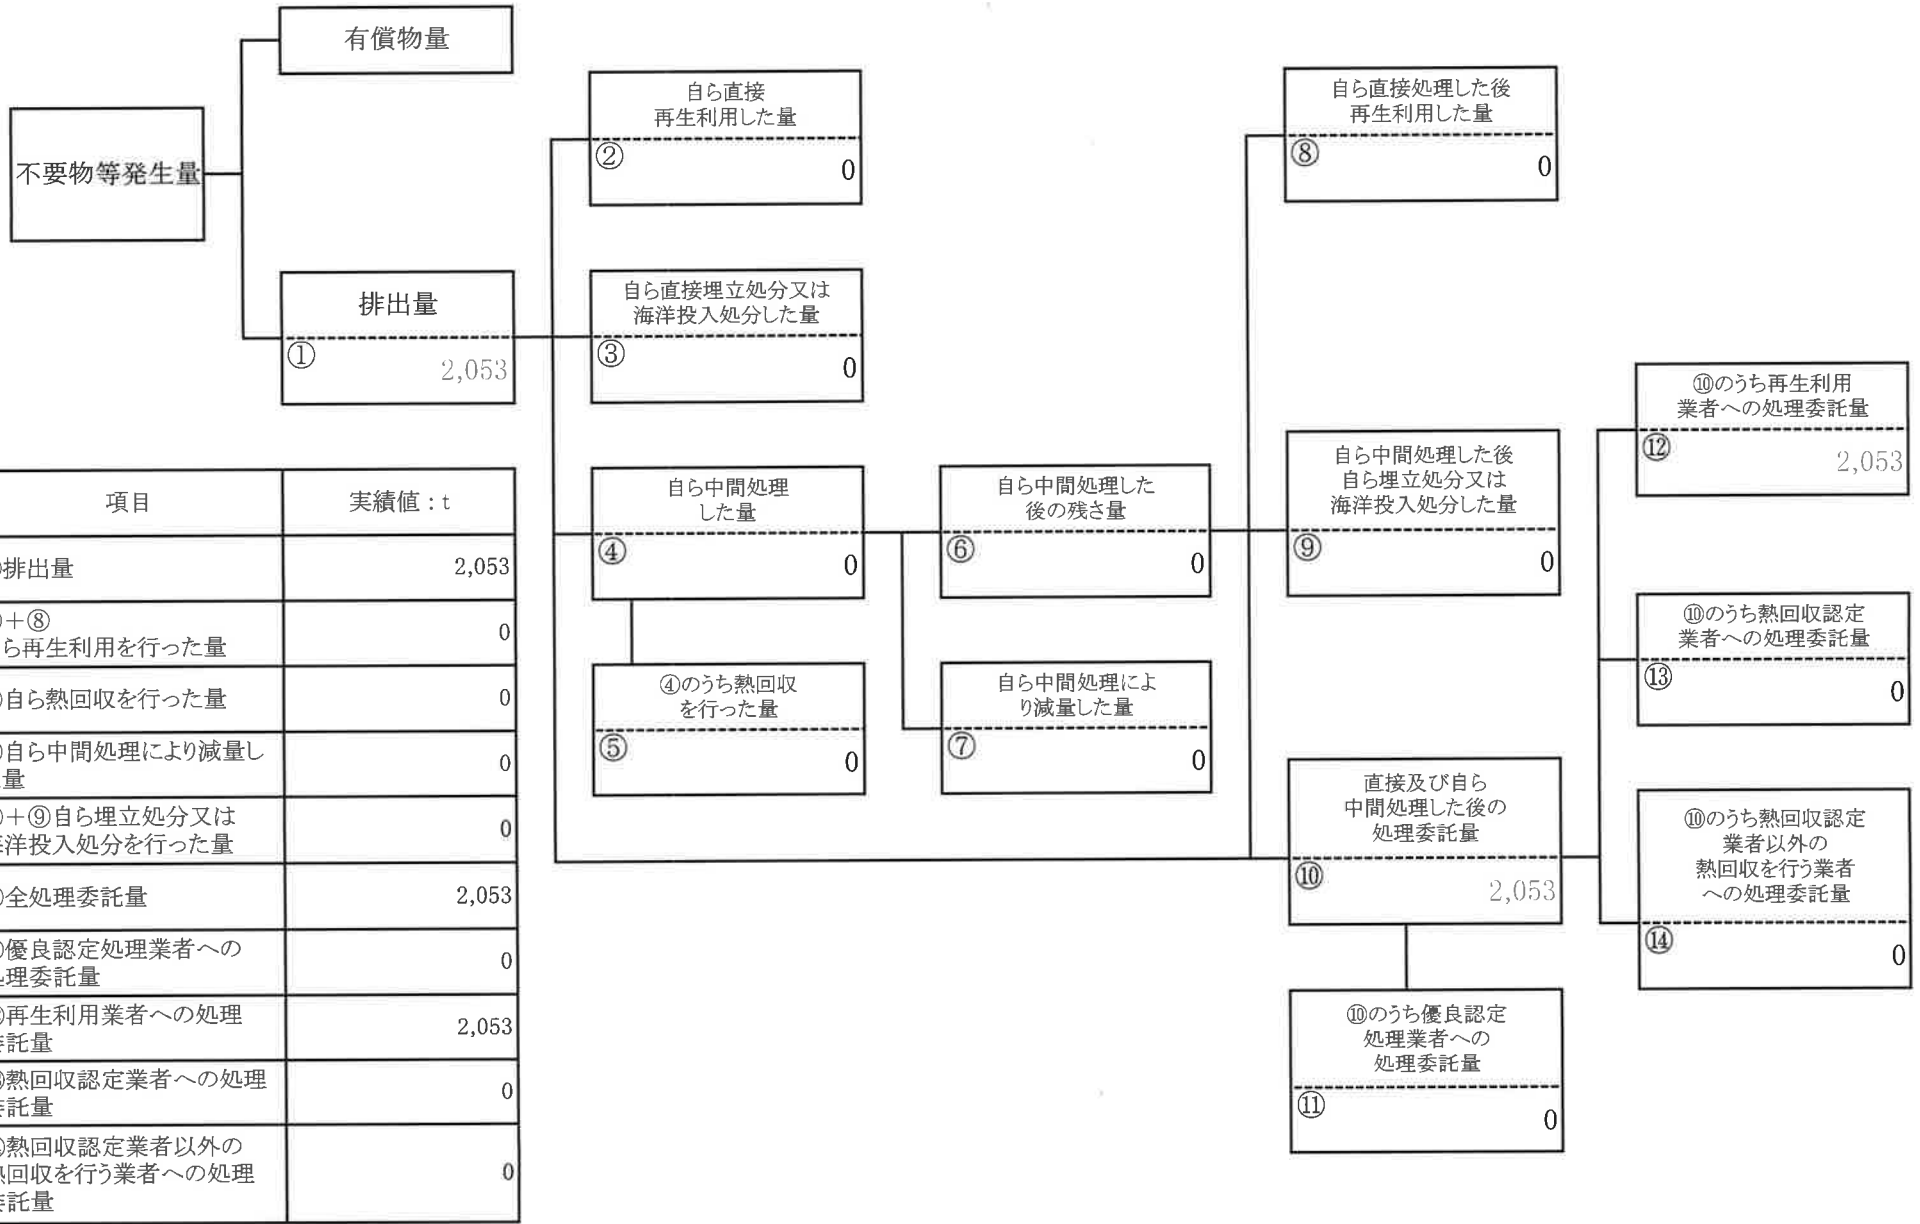 有償物量
不要物等発生量
排出量
①
2,053
自ら直接
再生利用した量
②
0
自ら直接埋立処分又は
海洋投入処分した量
③
0
自ら中間処理
した量
④
0
④のうち熱回収
を行った量
⑤
0
自ら中間処理した
後の残さ量
⑥
0
自ら中間処理によ
り減量した量
⑦
0
自ら直接処理した後
再生利用した量
⑧
0
自ら中間処理した後
自ら埋立処分又は
海洋投入処分した量
⑨
0
直接及び自ら
中間処理した後の
処理委託量
⑩
2,053
⑩のうち優良認定
処理業者への
処理委託量
⑪
0
⑩のうち再生利用
業者への処理委託量
⑫
2,053
⑩のうち熱回収認定
業者への処理委託量
⑬
0
⑩のうち熱回収認定
業者以外の
熱回収を行う業者
への処理委託量
⑭
0
項目 実績値:t
排出量 2,053
+⑧
ら再生利用を行った量 0
自ら熱回収を行った量 0
自ら中間処理により減量し
量 0
+⑨自ら埋立処分又は
洋投入処分を行った量 0
全処理委託量 2,053
優良認定処理業者への
理委託量 0
再生利用業者への処理
託量 2,053
熱回収認定業者への処理
託量 0
熱回収認定業者以外の
回収を行う業者への処理
託量 0